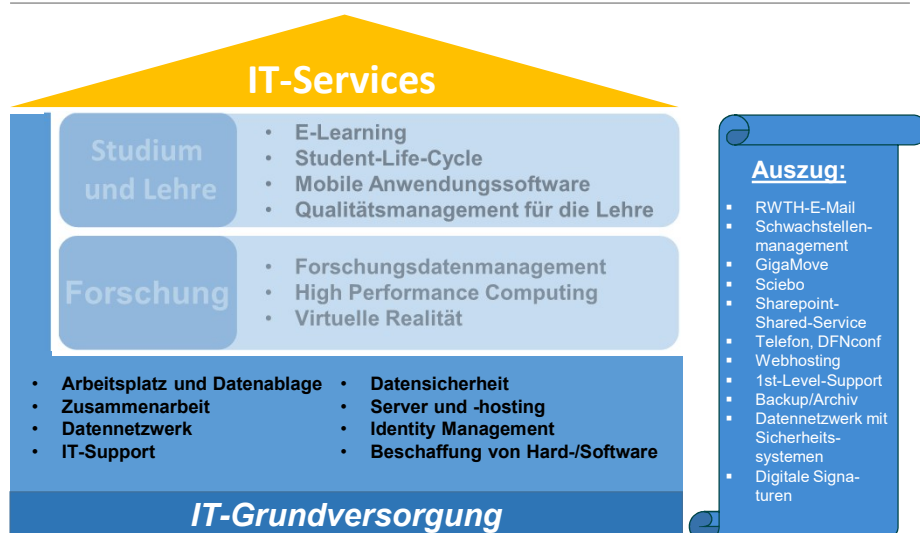 IT-Services
Studium
und Lehre
• E-Learning
• Student-Life-Cycle
• Mobile Anwendungssoftware
• Qualitätsmanagement für die Lehre
Forschung
• Forschungsdatenmanagement
• High Performance Computing
• Virtuelle Realität
• Arbeitsplatz und Datenablage
• Zusammenarbeit
• Datennetzwerk
• IT-Support
• Datensicherheit
• Server und -hosting
• Identity Management
• Beschaffung von Hard-/Software
IT-Grundversorgung
Auszug:
▪ RWTH-E-Mail
▪ Schwachstellen-
management
▪ GigaMove
▪ Sciebo
▪ Sharepoint-
Shared-Service
▪ Telefon, DFNconf
▪ Webhosting
▪ 1st-Level-Support
▪ Backup/Archiv
▪ Datennetzwerk mit
Sicherheits-
systemen
▪ Digitale Signa-
turen